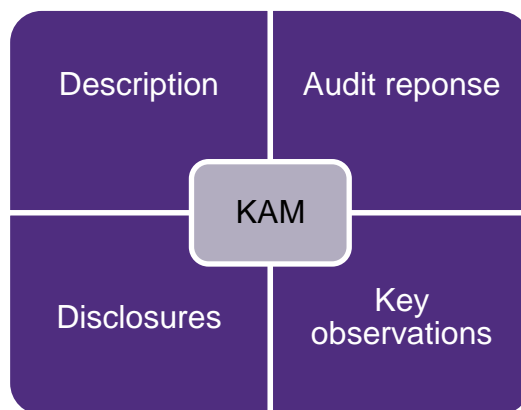 Description
Audit reponse
KAM
Disclosures
Key
observations